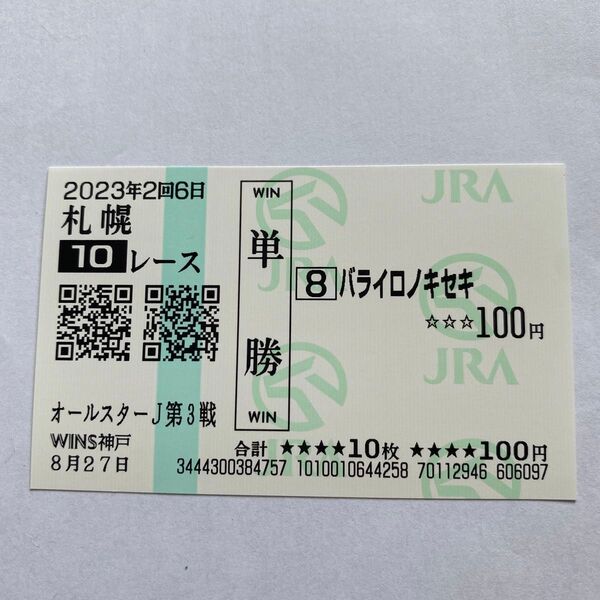 2023年2回6日
札幌
10レース
オールスターJ第3戦
WINS神戸
8月27日
WIN
単勝
WIN
8 バライロノキセキ
☆☆☆100円
合計 ★★★★10枚 ★★★★100円
3444300384757 1010010644258 70112946 606097
JRA
JRA
JRA